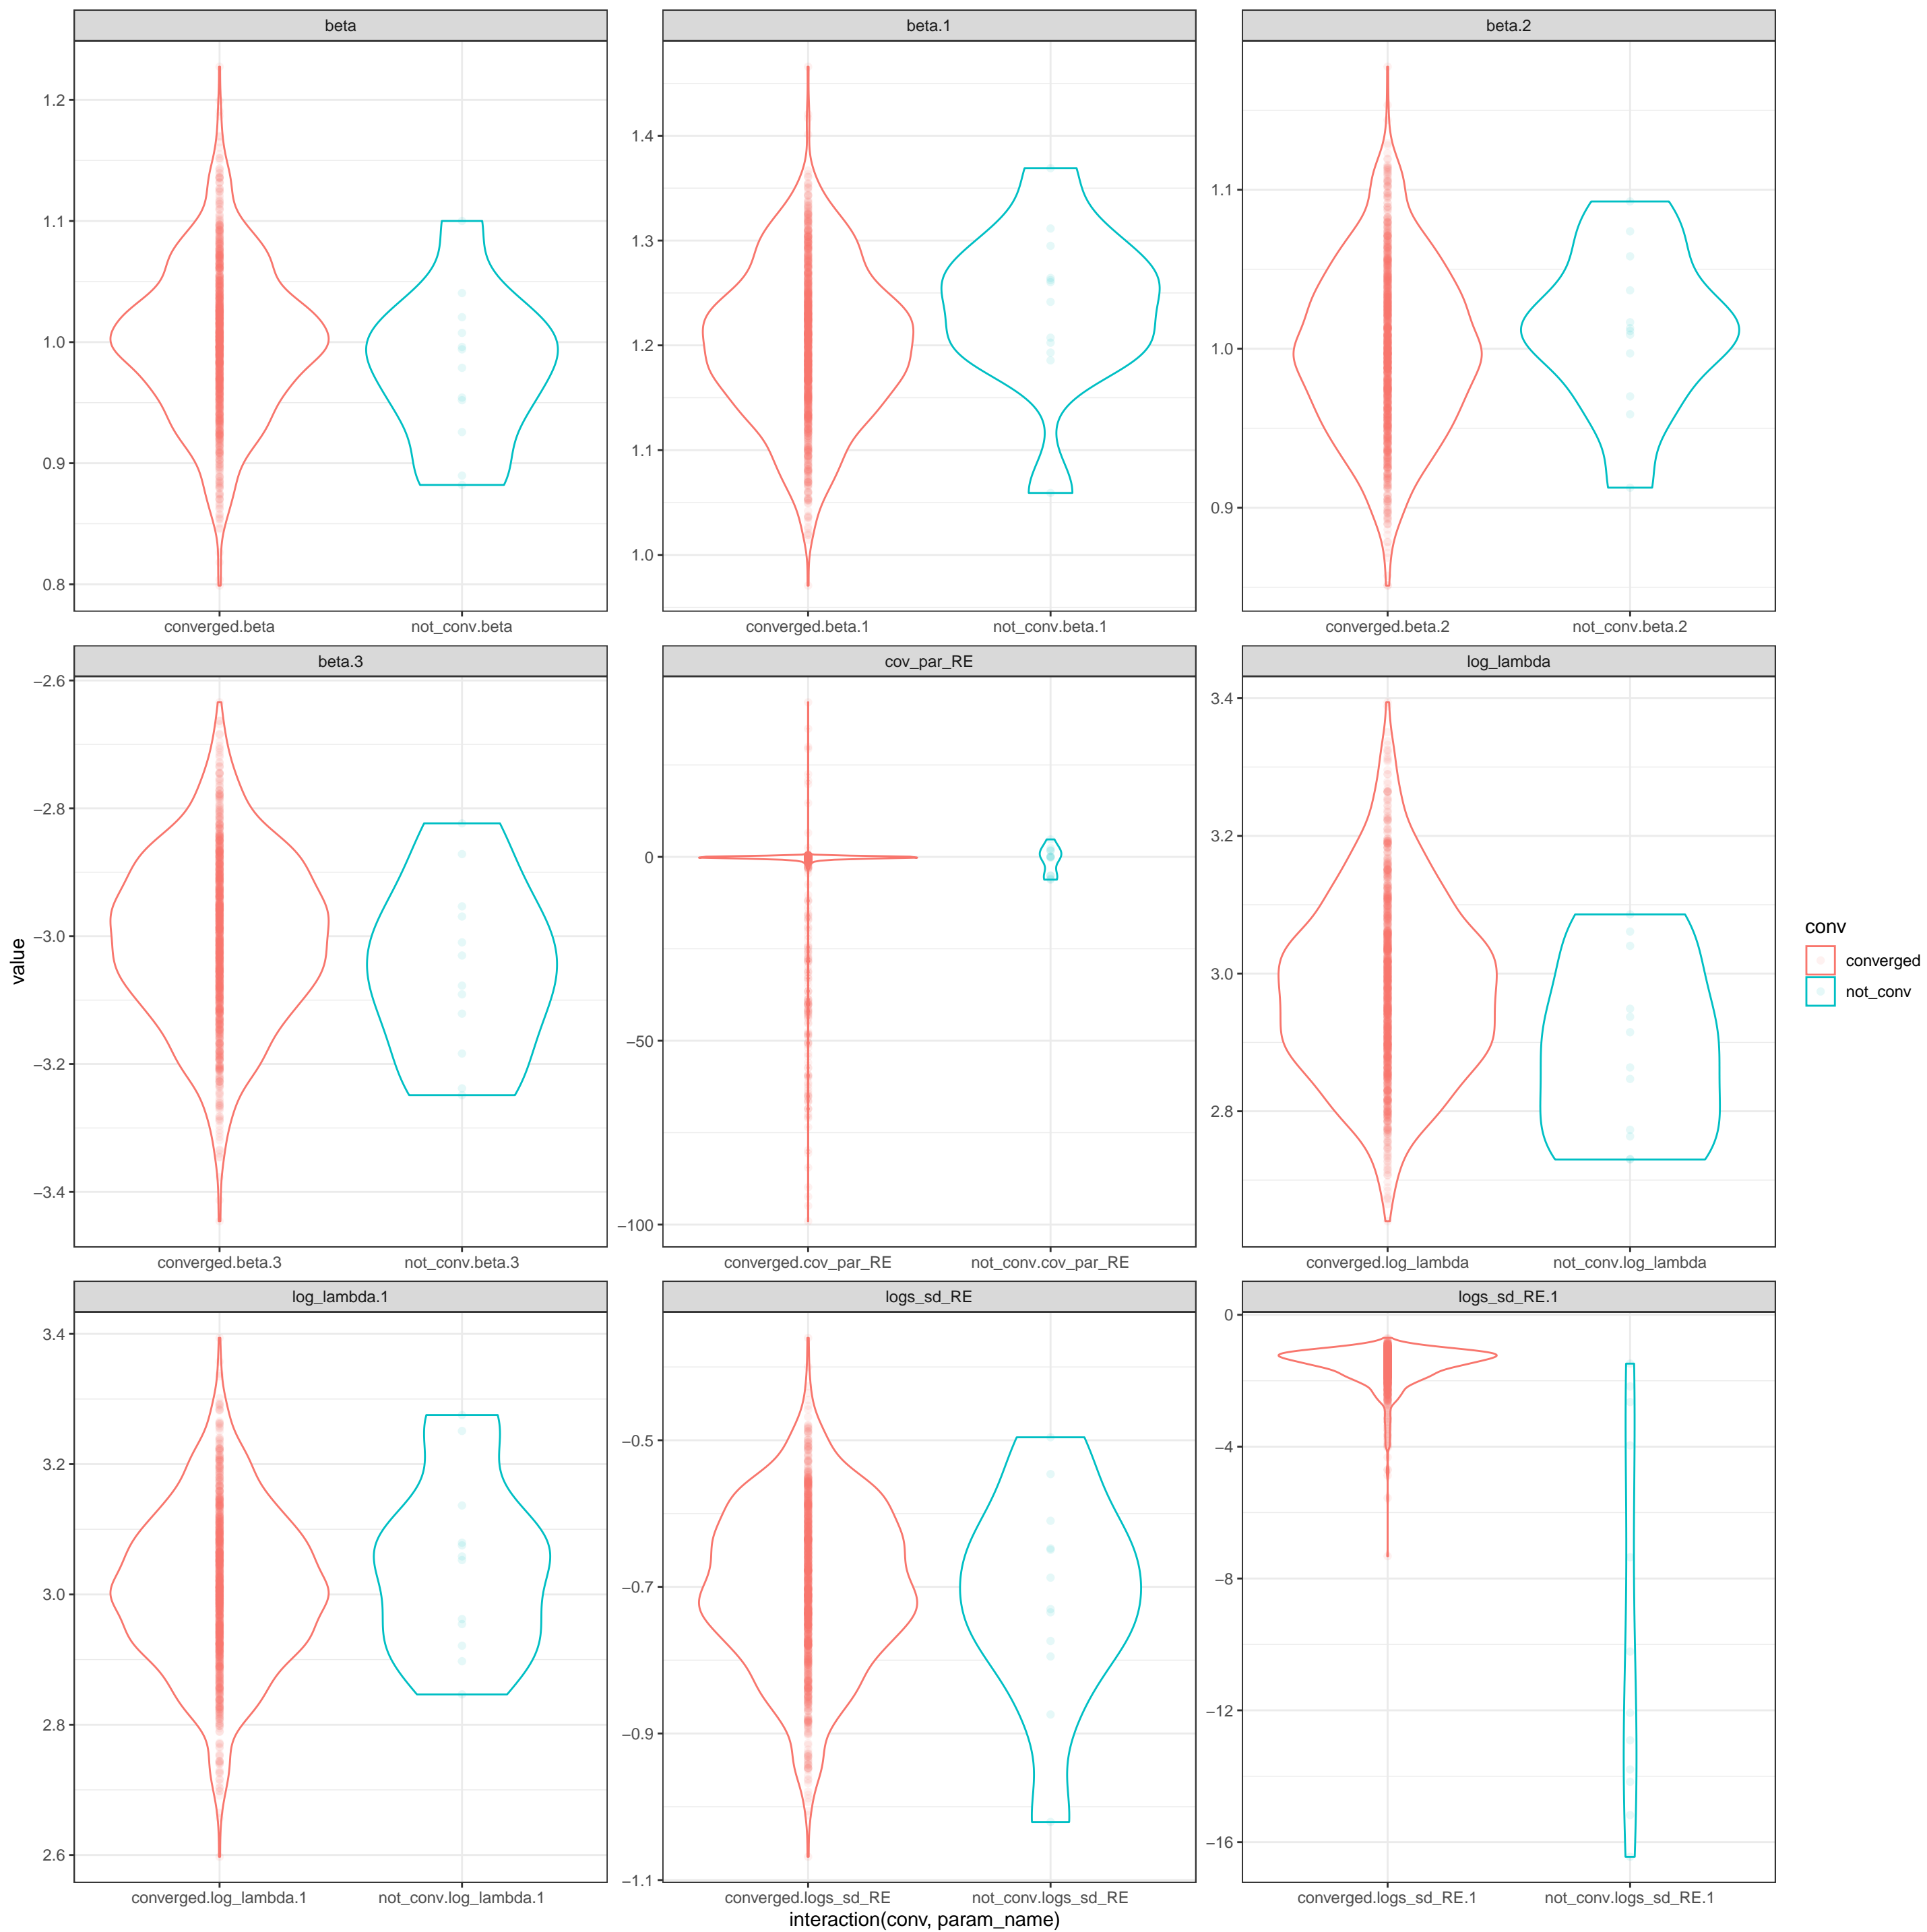 beta
beta.1
beta.2
1.2
1.1
1.0
0.9
0.8
1.4
1.3
1.2
1.1
1.0
1.1
1.0
0.9
converged.beta
not_conv.beta
converged.beta.1
not_conv.beta.1
converged.beta.2
not_conv.beta.2
beta.3
cov_par_RE
log_lambda
−2.6
−2.8
−3.0
−3.2
−3.4
0
−50
−100
3.4
3.2
3.0
2.8
converged.beta.3
not_conv.beta.3
converged.cov_par_RE
not_conv.cov_par_RE
converged.log_lambda
not_conv.log_lambda
value
conv
converged
not_conv
log_lambda.1
logs_sd_RE
logs_sd_RE.1
3.4
3.2
3.0
2.8
2.6
−0.5
−0.7
−0.9
−1.1
0
−4
−8
−12
−16
converged.log_lambda.1
not_conv.log_lambda.1
converged.logs_sd_RE
not_conv.logs_sd_RE
converged.logs_sd_RE.1
not_conv.logs_sd_RE.1
interaction(conv, param_name)